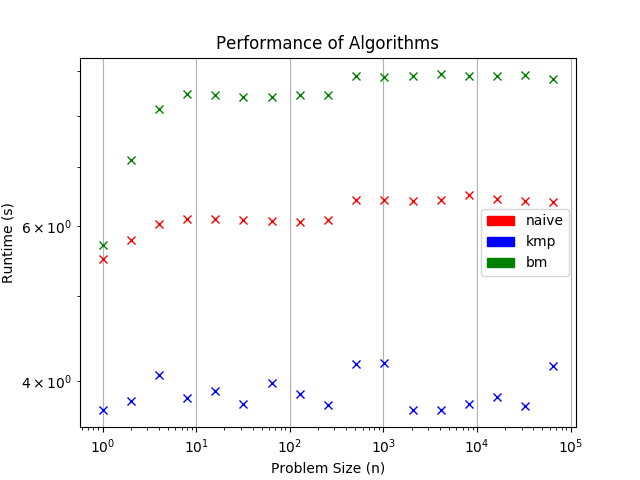 Performance of Algorithms
Runtime (s)
6 × 10⁰
4 × 10⁰
naive
kmp
bm
10⁰ 10¹ 10² 10³ 10⁴ 10⁵
Problem Size (n)